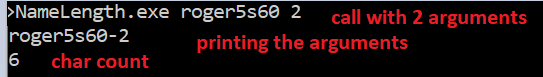 >NameLength.exe roger5s60 2 call with 2 arguments
roger5s60-2 printing the arguments
6 char count